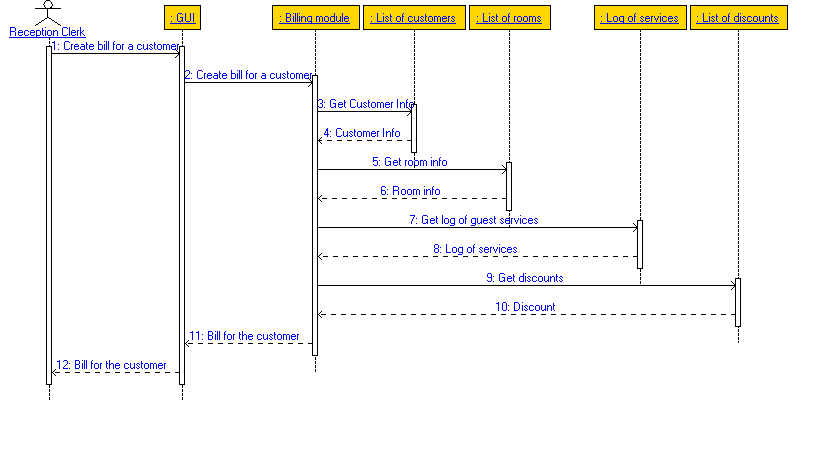 : GUI
: Billing module
: List of customers
: List of rooms
: Log of services
: List of discounts
Reception Clerk
1: Create bill for a customer
2: Create bill for a customer
3: Get Customer Info
4: Customer Info
5: Get room info
6: Room info
7: Get log of guest services
8: Log of services
9: Get discounts
10: Discount
11: Bill for the customer
12: Bill for the customer